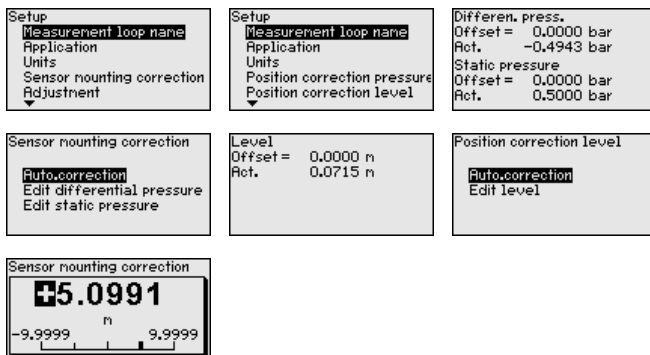 Setup
Measurement loop name
Application
Units
Sensor mounting correction
Adjustment
Setup
Measurement loop name
Application
Units
Position correction pressure
Position correction level
Differen. press.
Offset = 0.0000 bar
Act. -0.4943 bar
Static pressure
Offset = 0.0000 bar
Act. 0.5000 bar
Sensor mounting correction
Auto.correction
Edit differential pressure
Edit static pressure
Level
Offset = 0.0000 m
Act. 0.0715 m
Position correction level
Auto.correction
Edit level
Sensor mounting correction
+5.0991
m
-9.9999 9.9999